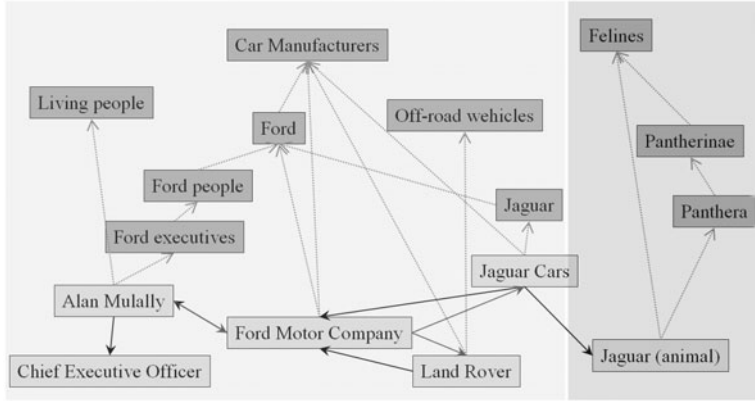 Car Manufacturers
Felines
Living people
Off-road wehicles
Ford
Pantherinae
Ford people
Jaguar
Panthera
Ford executives
Jaguar Cars
Alan Mulally
Ford Motor Company
Jaguar (animal)
Chief Executive Officer
Land Rover